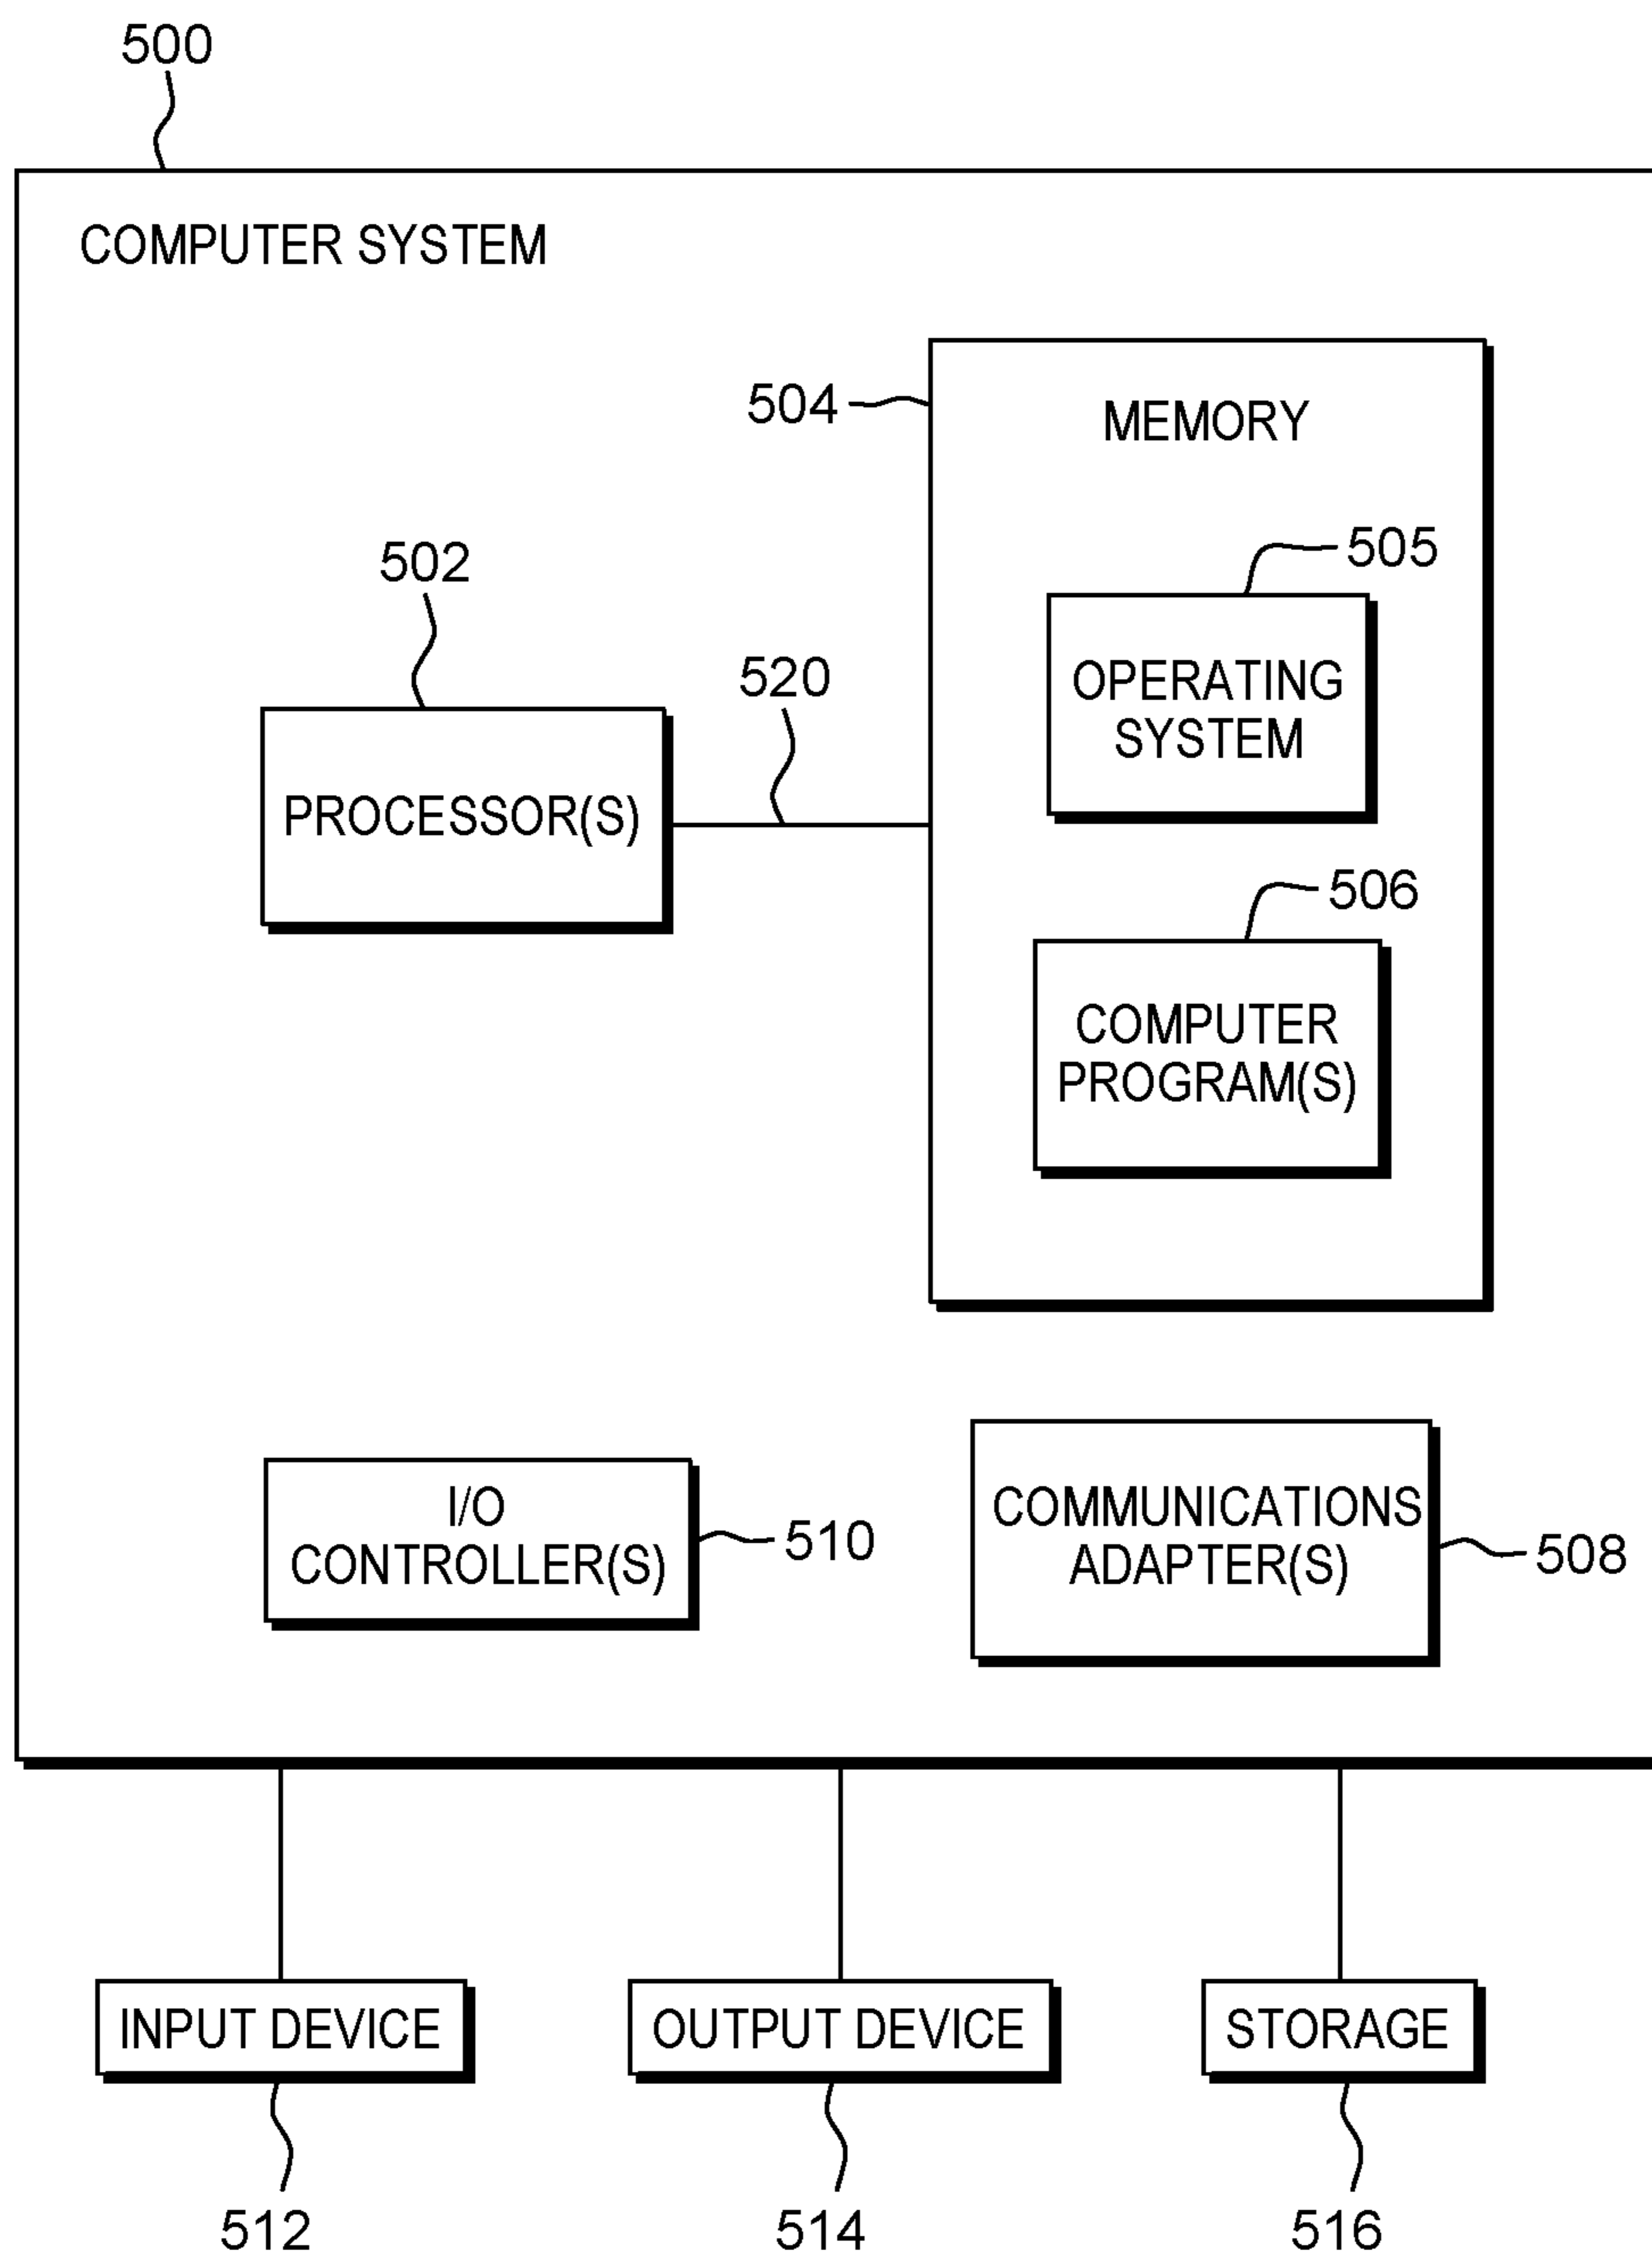 500
COMPUTER SYSTEM
504
MEMORY
502
505
520
OPERATING
SYSTEM
PROCESSOR(S)
506
COMPUTER
PROGRAM(S)
I/O
CONTROLLER(S)
510
COMMUNICATIONS
ADAPTER(S)
508
INPUT DEVICE
OUTPUT DEVICE
STORAGE
512
514
516